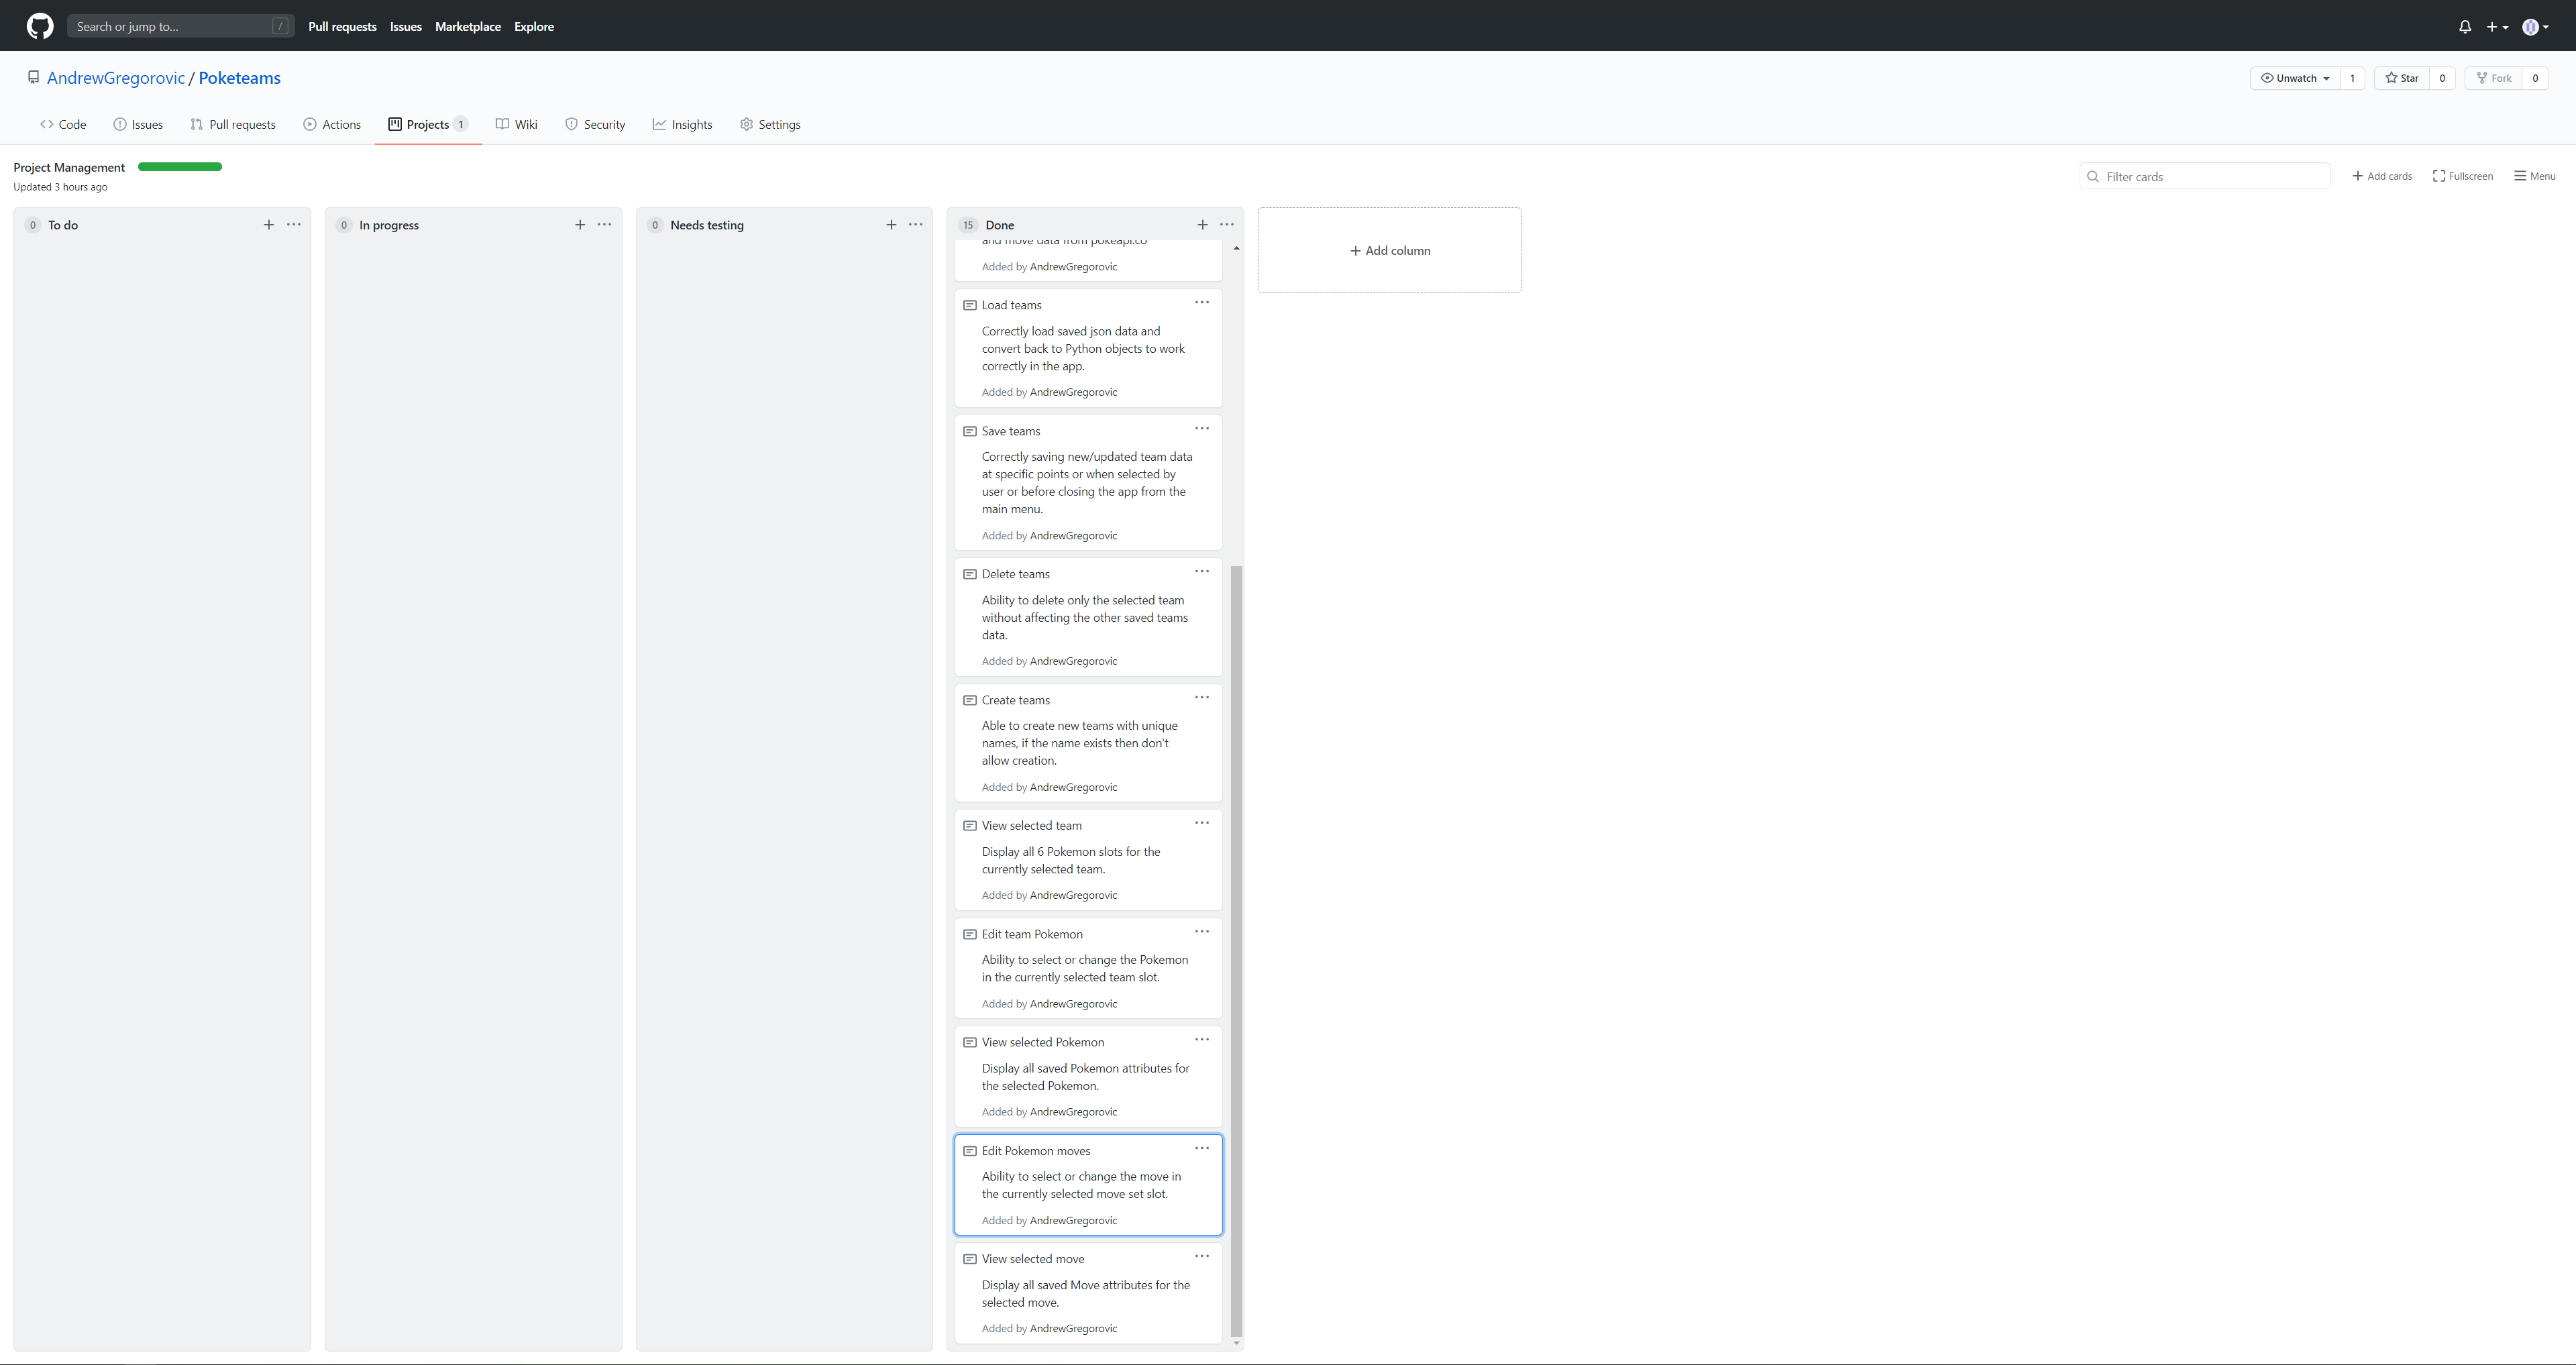 Search or jump to...
/
Pull requests Issues Marketplace Explore
AndrewGregorovic / Poketeams
Unwatch 1
Star 0
Fork 0
Code Issues Pull requests Actions Projects 1 Wiki Security Insights Settings
Project Management
Updated 3 hours ago
Filter cards
Add cards Fullscreen Menu
0 To do
0 In progress
0 Needs testing
15 Done
Add column
and move data from pokeapi.co
Added by AndrewGregorovic
Load teams
Correctly load saved json data and
convert back to Python objects to work
correctly in the app.
Added by AndrewGregorovic
Save teams
Correctly saving new/updated team data
at specific points or when selected by
user or before closing the app from the
main menu.
Added by AndrewGregorovic
Delete teams
Ability to delete only the selected team
without affecting the other saved teams
data.
Added by AndrewGregorovic
Create teams
Able to create new teams with unique
names, if the name exists then don't
allow creation.
Added by AndrewGregorovic
View selected team
Display all 6 Pokemon slots for the
currently selected team.
Added by AndrewGregorovic
Edit team Pokemon
Ability to select or change the Pokemon
in the currently selected team slot.
Added by AndrewGregorovic
View selected Pokemon
Display all saved Pokemon attributes for
the selected Pokemon.
Added by AndrewGregorovic
Edit Pokemon moves
Ability to select or change the move in
the currently selected move set slot.
Added by AndrewGregorovic
View selected move
Display all saved Move attributes for the
selected move.
Added by AndrewGregorovic